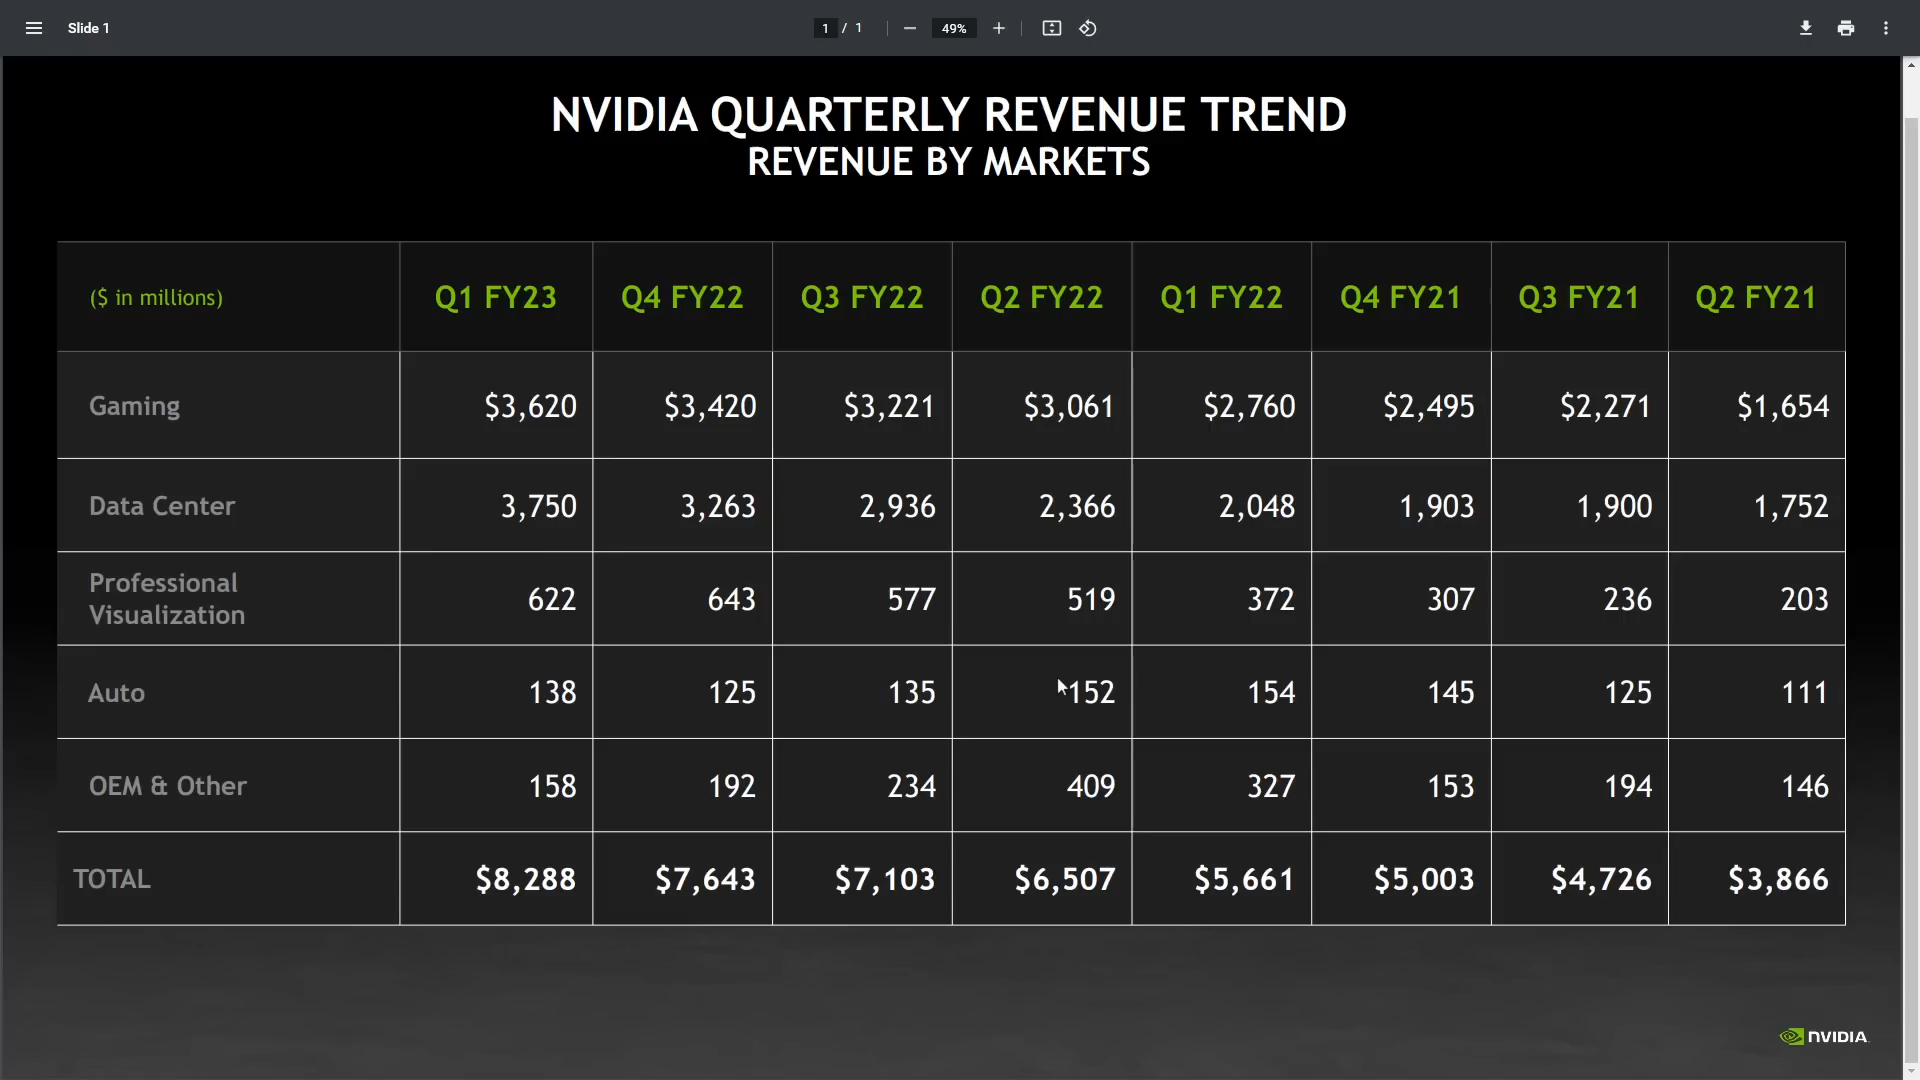 Slide 1
1 / 1
49%
NVIDIA QUARTERLY REVENUE TREND
REVENUE BY MARKETS
($ in millions) Q1 FY23 Q4 FY22 Q3 FY22 Q2 FY22 Q1 FY22 Q4 FY21 Q3 FY21 Q2 FY21
Gaming $3,620 $3,420 $3,221 $3,061 $2,760 $2,495 $2,271 $1,654
Data Center 3,750 3,263 2,936 2,366 2,048 1,903 1,900 1,752
Professional
Visualization 622 643 577 519 372 307 236 203
Auto 138 125 135 152 154 145 125 111
OEM & Other 158 192 234 409 327 153 194 146
TOTAL $8,288 $7,643 $7,103 $6,507 $5,661 $5,003 $4,726 $3,866
NVIDIA